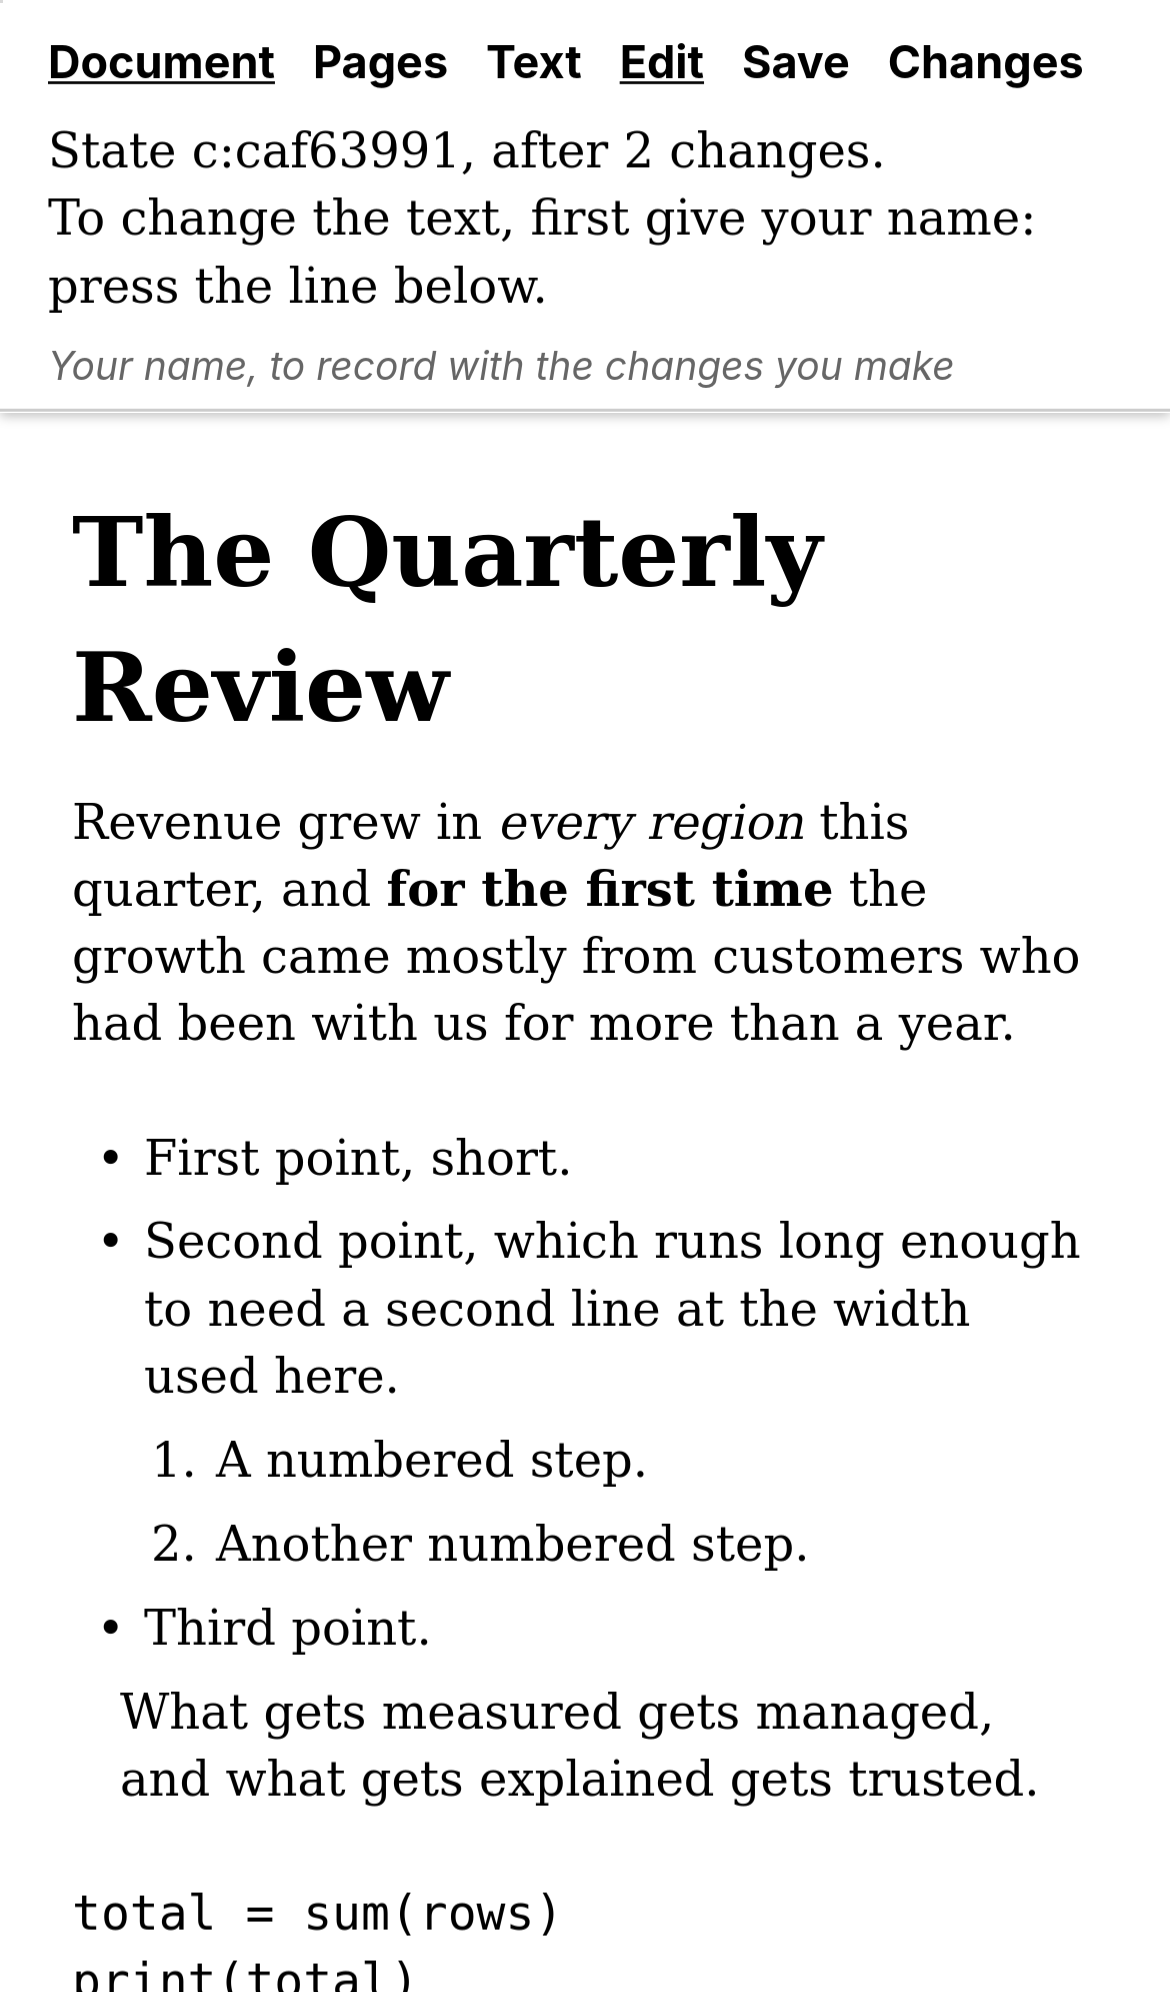 Document Pages Text Edit Save Changes
State c:caf63991, after 2 changes.
To change the text, first give your name:
press the line below.
Your name, to record with the changes you make
The Quarterly
Review
Revenue grew in every region this
quarter, and for the first time the
growth came mostly from customers who
had been with us for more than a year.
• First point, short.
• Second point, which runs long enough
to need a second line at the width
used here.
1. A numbered step.
2. Another numbered step.
• Third point.
What gets measured gets managed,
and what gets explained gets trusted.
total = sum(rows)
print(total)